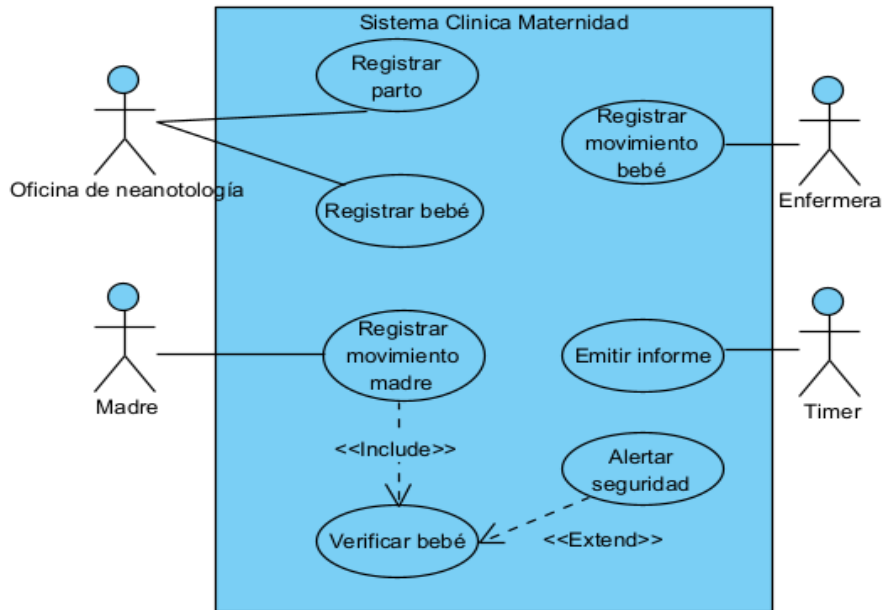 Sistema Clinica Maternidad
Registrar
parto
Registrar
movimiento
bebé
Oficina de neanotología
Enfermera
Registrar bebé
Registrar
movimiento
madre
Emitir informe
Madre
Timer
<<Include>>
Alertar
seguridad
Verificar bebé
<<Extend>>